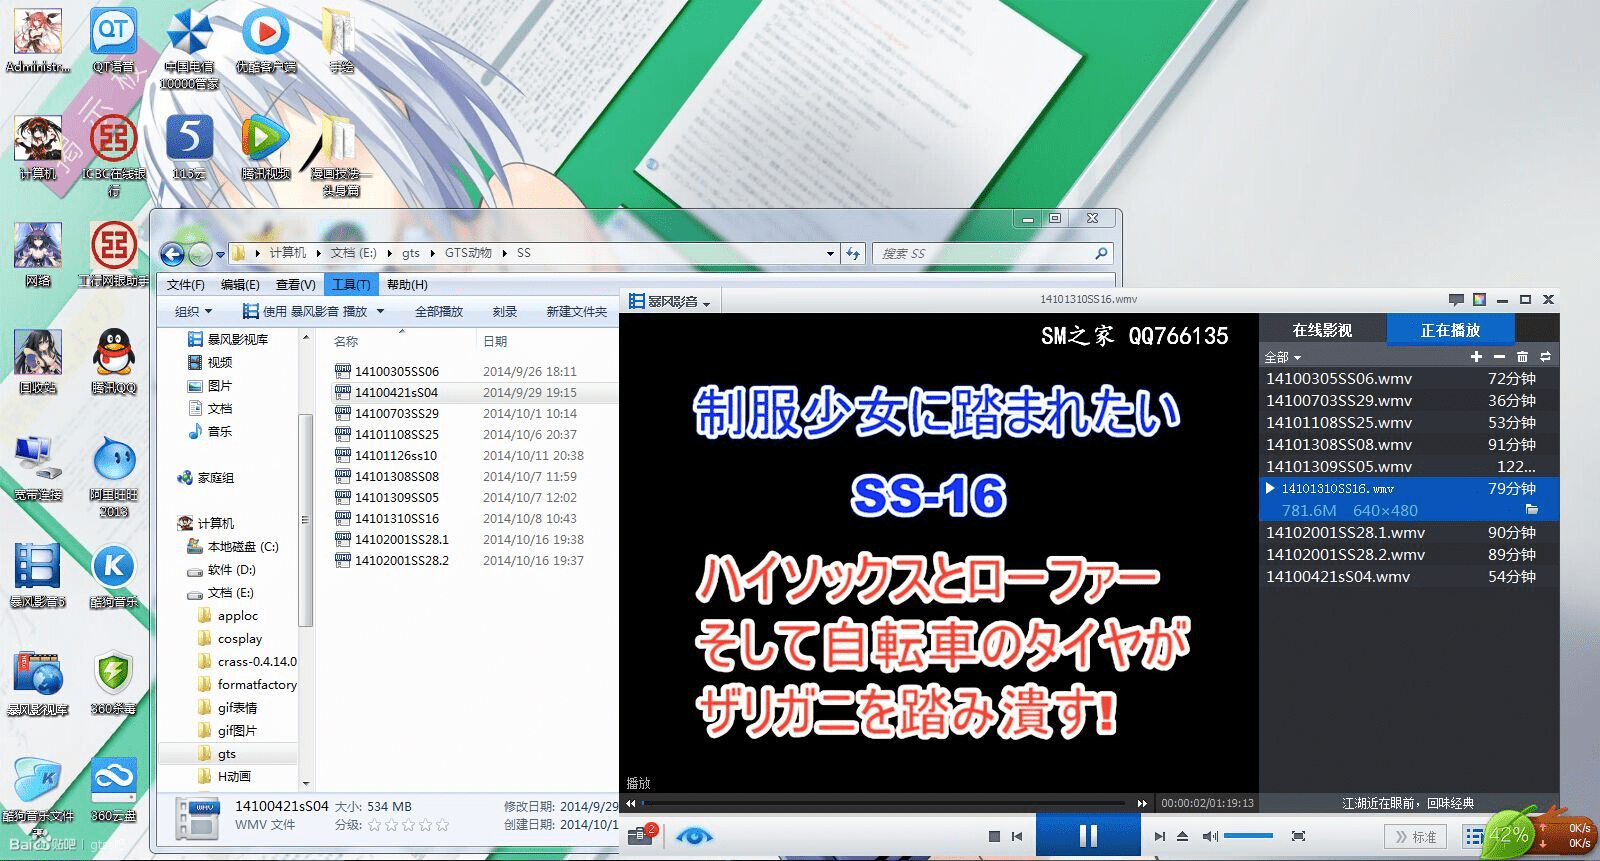 Administr...
QT语音
中国电信
10000管家
优酷客户端
手绘
计算机
ICBC在线银
行
115云
腾讯视频
漫画技法—
头身篇
网络
工行网银助手
回收站
腾讯QQ
宽带连接
阿里旺旺
2013
暴风影音5
酷狗音乐
暴风影视库
360杀毒
酷狗音乐文件
夹
360云盘
Baidu贴吧
计算机
文档 (E:)
gts
GTS动物
SS
搜索 SS
文件(F)
编辑(E)
查看(V)
工具(T)
帮助(H)
组织
使用 暴风影音 播放
全部播放
刻录
新建文件夹
暴风影视库
视频
图片
文档
音乐
家庭组
计算机
本地磁盘 (C:)
软件 (D:)
文档 (E:)
apploc
cosplay
crass-0.4.14.0
formatfactory
gif表情
gif图片
gts
H动画
名称
日期
14100305SS06 2014/9/26 18:11
14100421sS04 2014/9/29 19:15
14100703SS29 2014/10/1 10:14
14101108SS25 2014/10/6 20:37
14101126ss10 2014/10/11 20:38
14101308SS08 2014/10/7 11:59
14101309SS05 2014/10/7 12:02
14101310SS16 2014/10/8 10:43
14102001SS28.1 2014/10/16 19:38
14102001SS28.2 2014/10/16 19:37
14100421sS04 大小: 534 MB 修改日期: 2014/9/29
WMV 文件 分级: 创建日期: 2014/10/1
暴风影音
14101310SS16.wmv
SM之家 QQ766135
制服少女に踏まれたい
SS-16
ハイソックスとローファー
そして自転車のタイヤが
ザリガニを踏み潰す!
播放
00:00:02/01:19:13
在线影视
正在播放
全部
14100305SS06.wmv 72分钟
14100703SS29.wmv 36分钟
14101108SS25.wmv 53分钟
14101308SS08.wmv 91分钟
14101309SS05.wmv 122...
14101310SS16.wmv 79分钟
781.6M 640×480
14102001SS28.1.wmv 90分钟
14102001SS28.2.wmv 89分钟
14100421sS04.wmv 54分钟
江湖近在眼前，回味经典
2
标准
42%
0K/s
0K/s